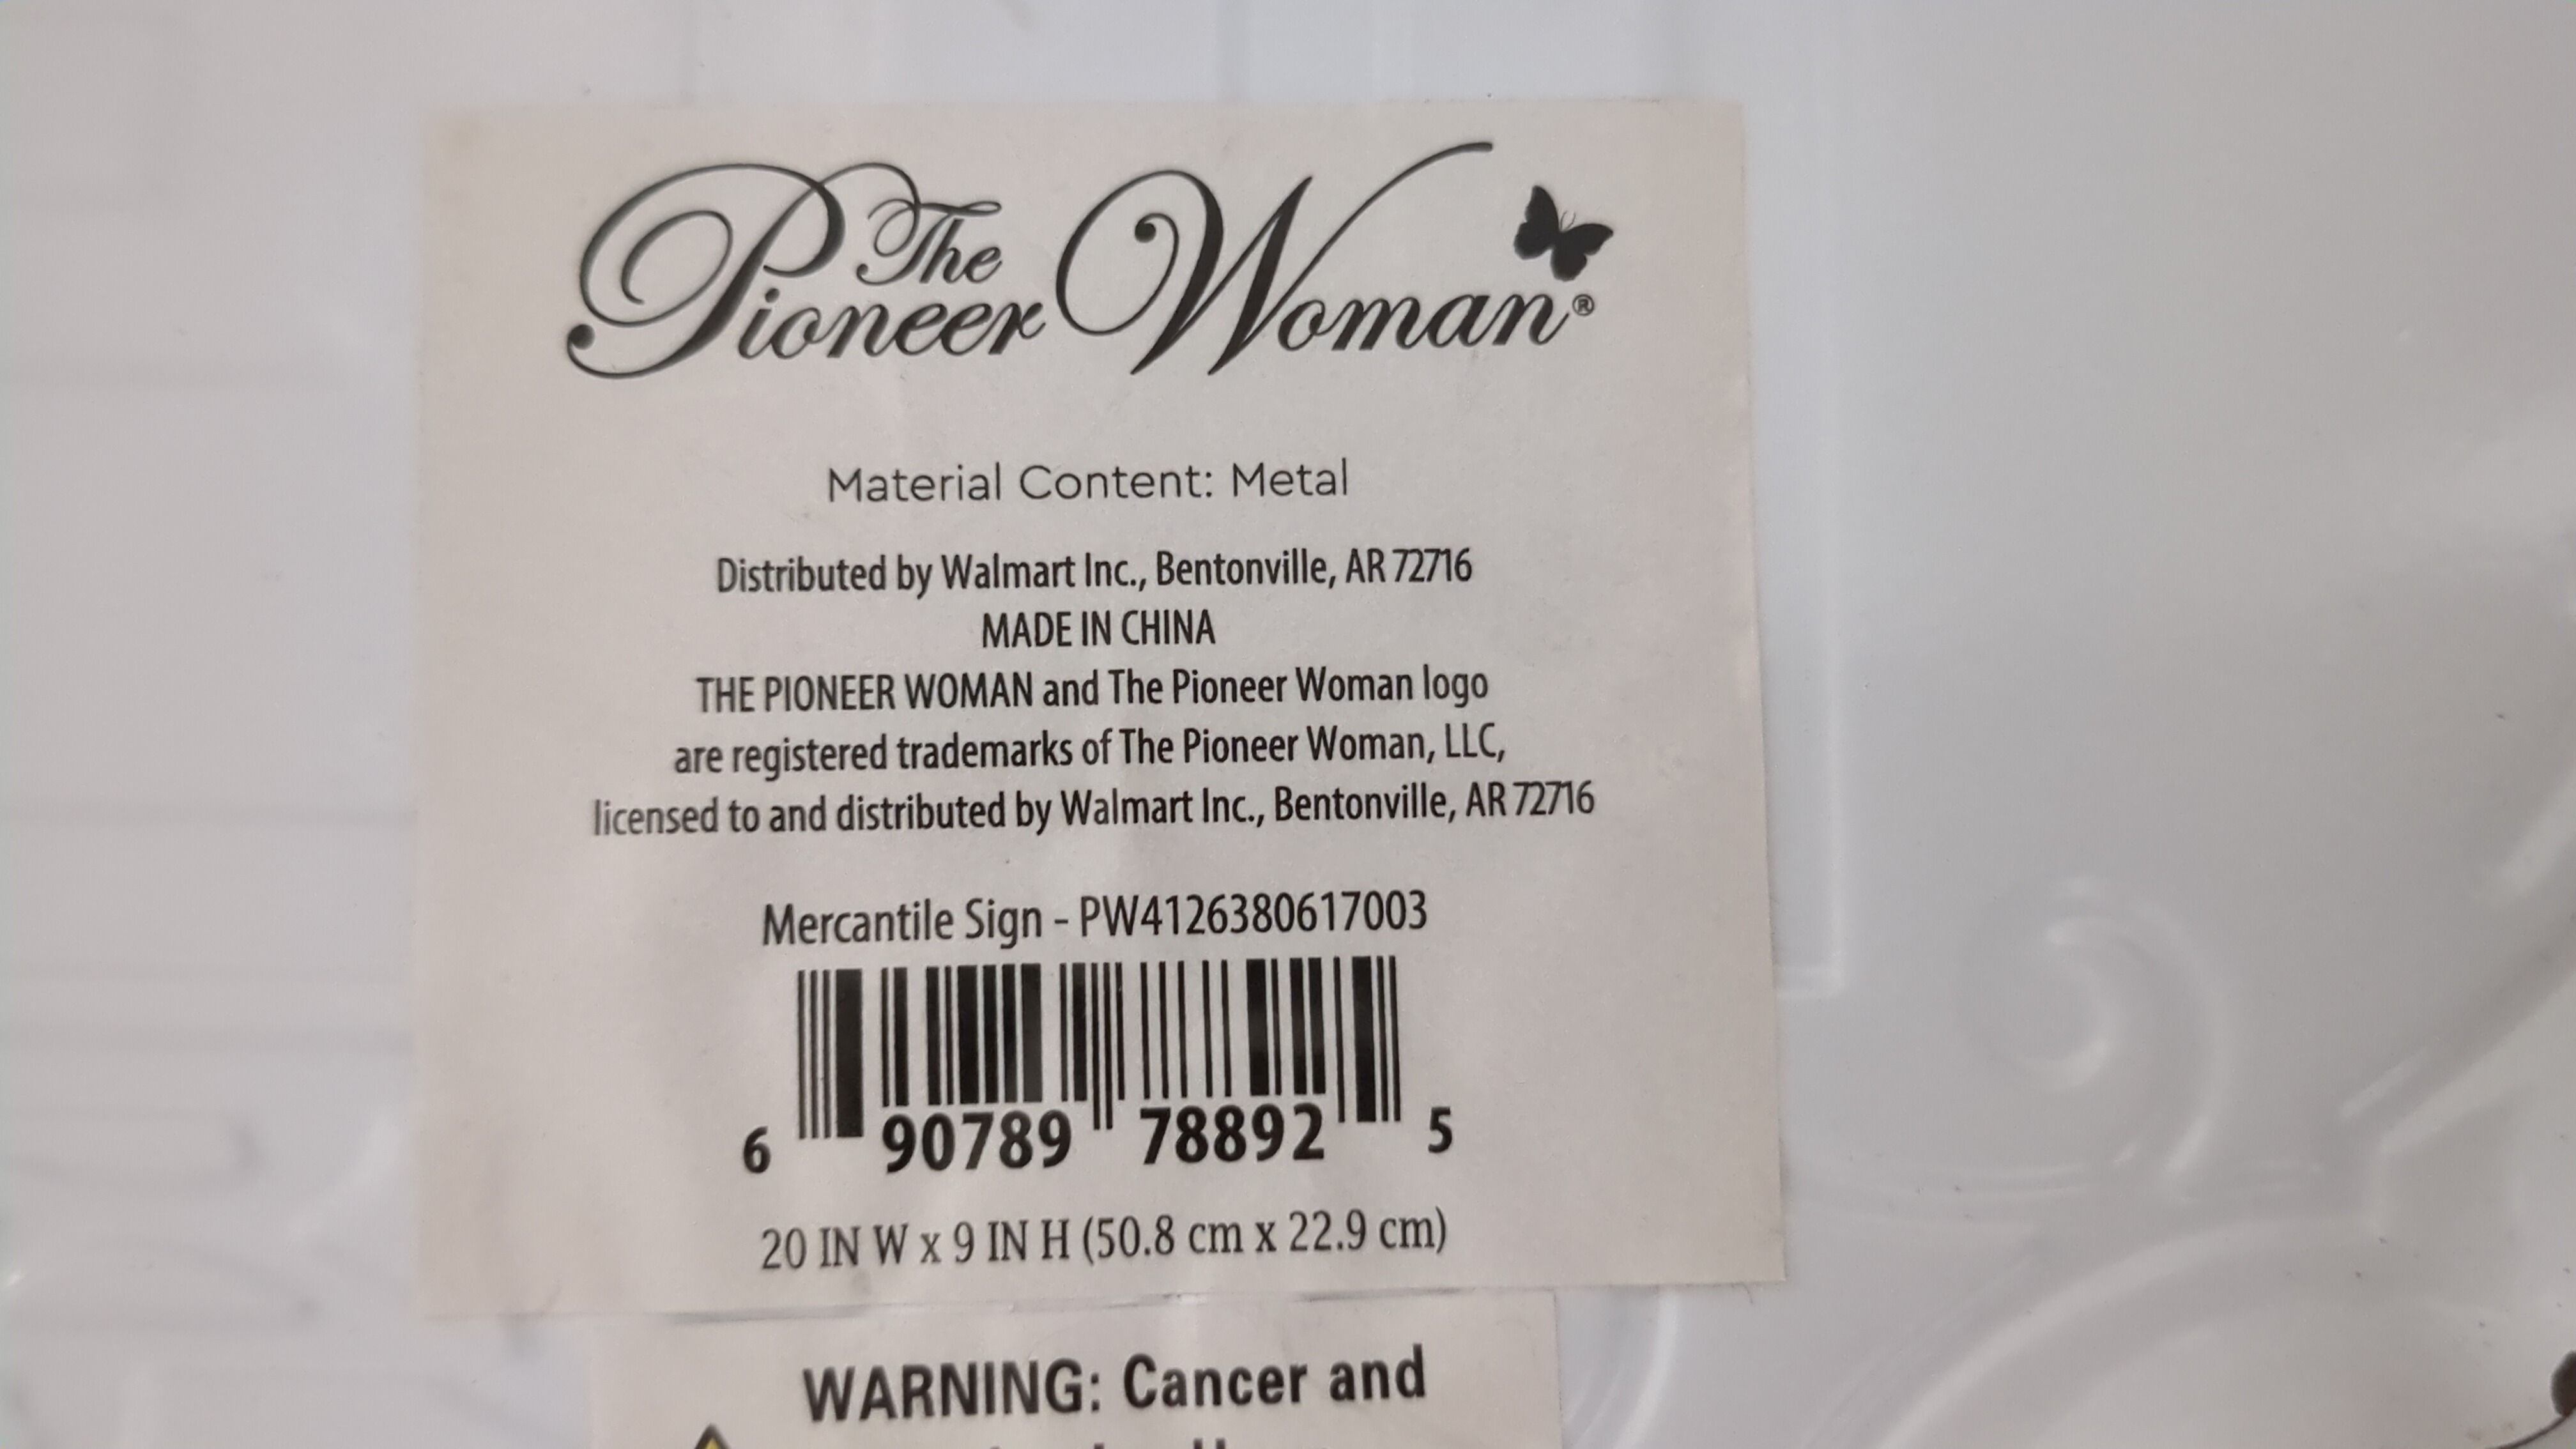 The
Pioneer Woman®
Material Content: Metal
Distributed by Walmart Inc., Bentonville, AR 72716
MADE IN CHINA
THE PIONEER WOMAN and The Pioneer Woman logo
are registered trademarks of The Pioneer Woman, LLC,
licensed to and distributed by Walmart Inc., Bentonville, AR 72716
Mercantile Sign - PW4126380617003
6 90789 78892 5
20 IN W x 9 IN H (50.8 cm x 22.9 cm)
WARNING: Cancer and